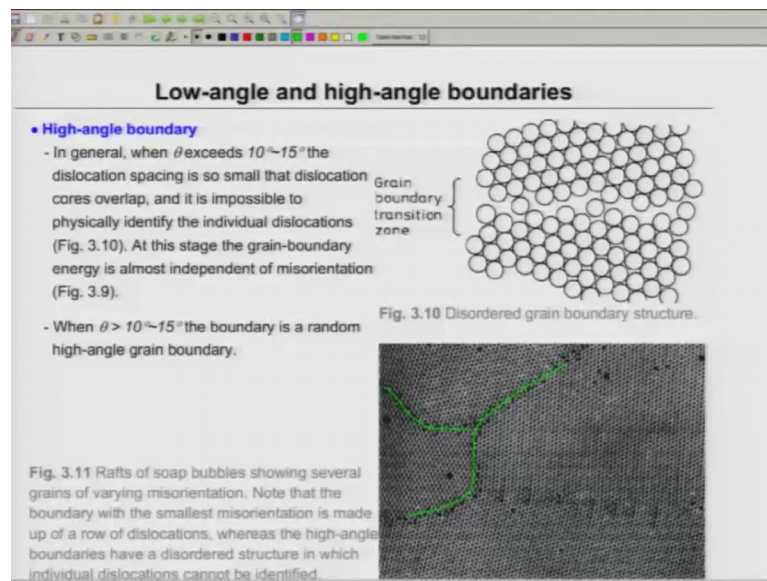 Low-angle and high-angle boundaries
• High-angle boundary
- In general, when θ exceeds 10°~15° the
dislocation spacing is so small that dislocation
cores overlap, and it is impossible to
physically identify the individual dislocations
(Fig. 3.10). At this stage the grain-boundary
energy is almost independent of misorientation
(Fig. 3.9).
- When θ > 10°~15° the boundary is a random
high-angle grain boundary.
Grain
boundary
transition
zone
Fig. 3.10 Disordered grain boundary structure.
Fig. 3.11 Rafts of soap bubbles showing several
grains of varying misorientation. Note that the
boundary with the smallest misorientation is made
up of a row of dislocations, whereas the high-angle
boundaries have a disordered structure in which
individual dislocations cannot be identified.